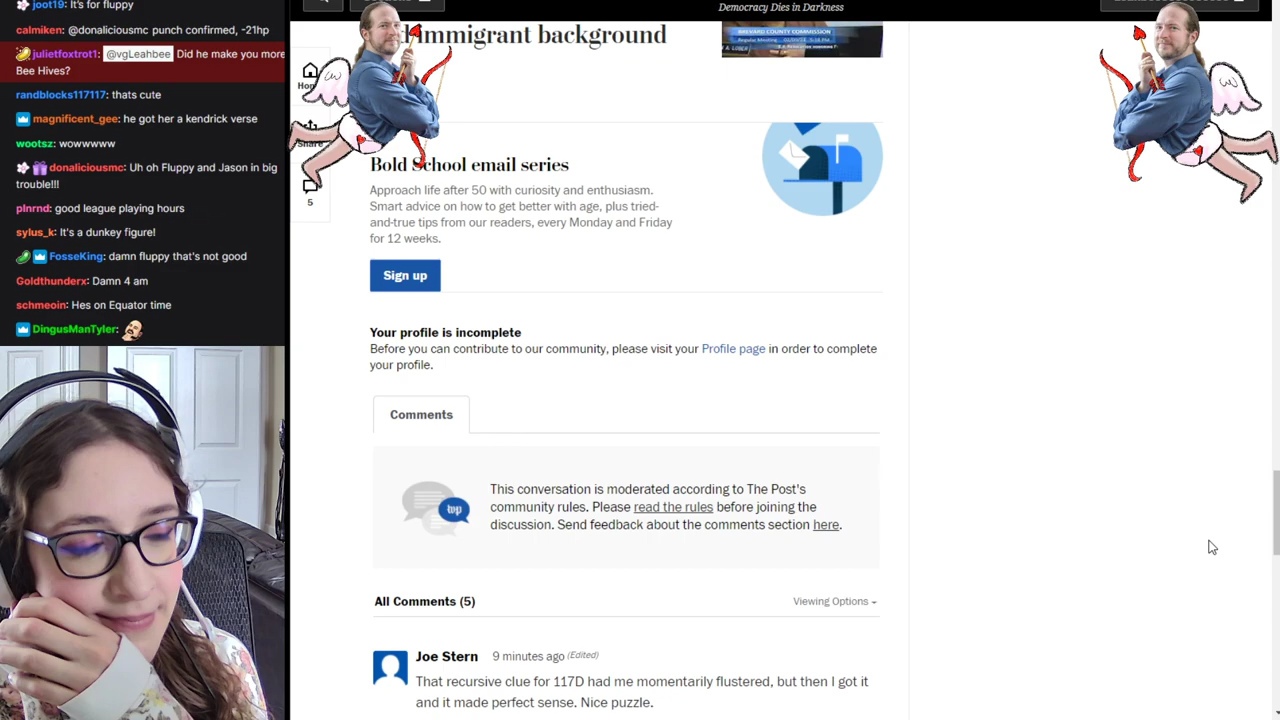 joot19: It's for fluppy
calmiken: @donaliciousmc punch confirmed, -21hp
julietfoxtrot1: @vgLeahbee Did he make you more
Bee Hives?
randblocks117117: thats cute
magnificent_gee: he got her a kendrick verse
wootsz: wowwwww
donaliciousmc: Uh oh Fluppy and Jason in big
trouble!!!
plnrnd: good league playing hours
sylus_k: It's a dunkey figure!
FosseKing: damn fluppy that's not good
Goldthunderx: Damn 4 am
schmeoin: Hes on Equator time
DingusManTyler:
Democracy Dies in Darkness
immigrant background
BREVARD COUNTY COMMISSION
Share
5
Bold School email series
Approach life after 50 with curiosity and enthusiasm.
Smart advice on how to get better with age, plus tried-
and-true tips from our readers, every Monday and Friday
for 12 weeks.
Sign up
Your profile is incomplete
Before you can contribute to our community, please visit your Profile page in order to complete
your profile.
Comments
wp
This conversation is moderated according to The Post's
community rules. Please read the rules before joining the
discussion. Send feedback about the comments section here.
All Comments (5)
Viewing Options
Joe Stern 9 minutes ago (Edited)
That recursive clue for 117D had me momentarily flustered, but then I got it
and it made perfect sense. Nice puzzle.